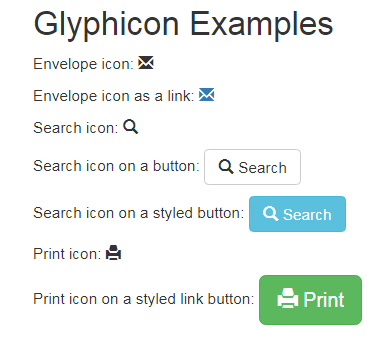 Glyphicon Examples
Envelope icon:
Envelope icon as a link:
Search icon:
Search icon on a button: Search
Search icon on a styled button: Search
Print icon:
Print icon on a styled link button: Print